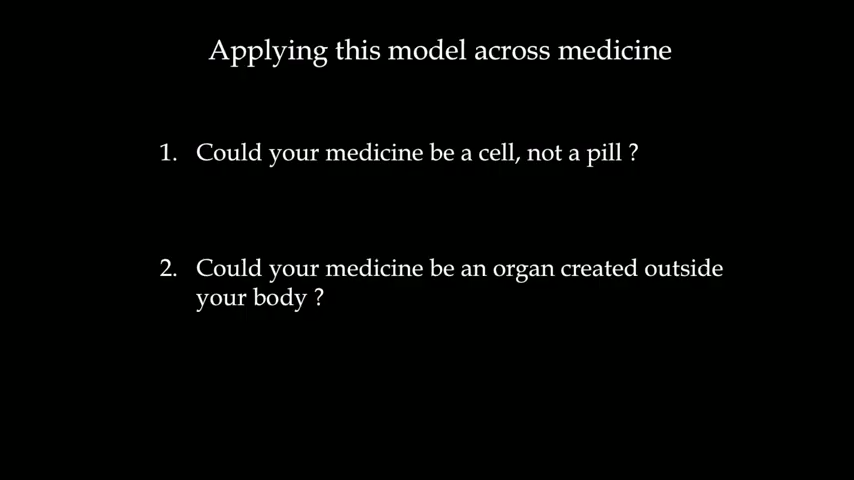 Applying this model across medicine
1. Could your medicine be a cell, not a pill ?
2. Could your medicine be an organ created outside
your body ?